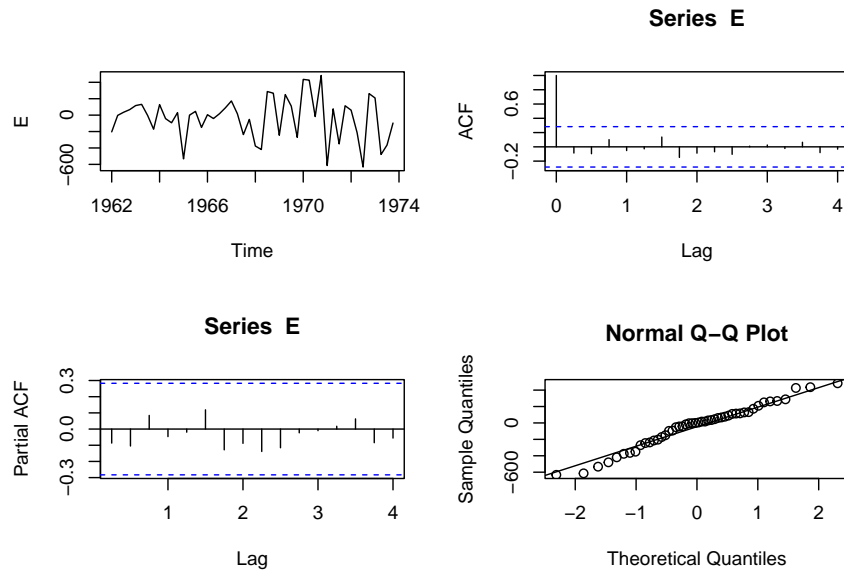 E
0
−600
1962
1966
1970
1974
Time
Series E
ACF
0.6
−0.2
0
1
2
3
4
Lag
Series E
Partial ACF
0.3
0.0
−0.3
1
2
3
4
Lag
Normal Q−Q Plot
Sample Quantiles
0
−600
−2
−1
0
1
2
Theoretical Quantiles